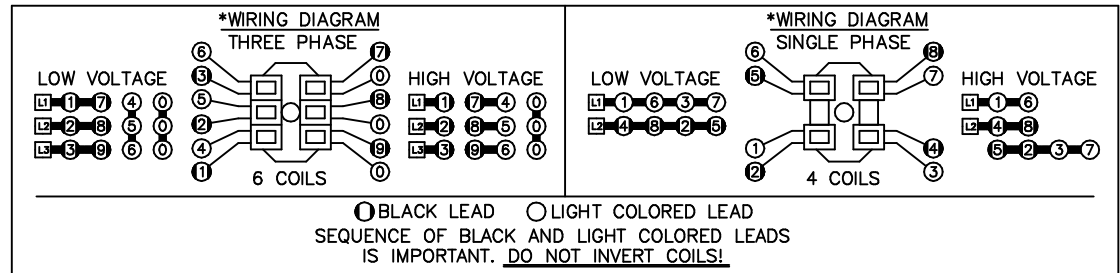 *WIRING DIAGRAM
THREE PHASE
LOW VOLTAGE
L1 1 7 4 0
L2 2 8 5 0
L3 3 9 6 0
6 7
3 0
5 8
2 0
4 9
1 0
6 COILS
HIGH VOLTAGE
L1 1 7 4 0
L2 2 8 5 0
L3 3 9 6 0
*WIRING DIAGRAM
SINGLE PHASE
LOW VOLTAGE
L1 1 6 3 7
L2 4 8 2 5
6 8
5 7
1 4
2 3
4 COILS
HIGH VOLTAGE
L1 1 6
L2 4 8
5 2 3 7
BLACK LEAD LIGHT COLORED LEAD
SEQUENCE OF BLACK AND LIGHT COLORED LEADS
IS IMPORTANT. DO NOT INVERT COILS!